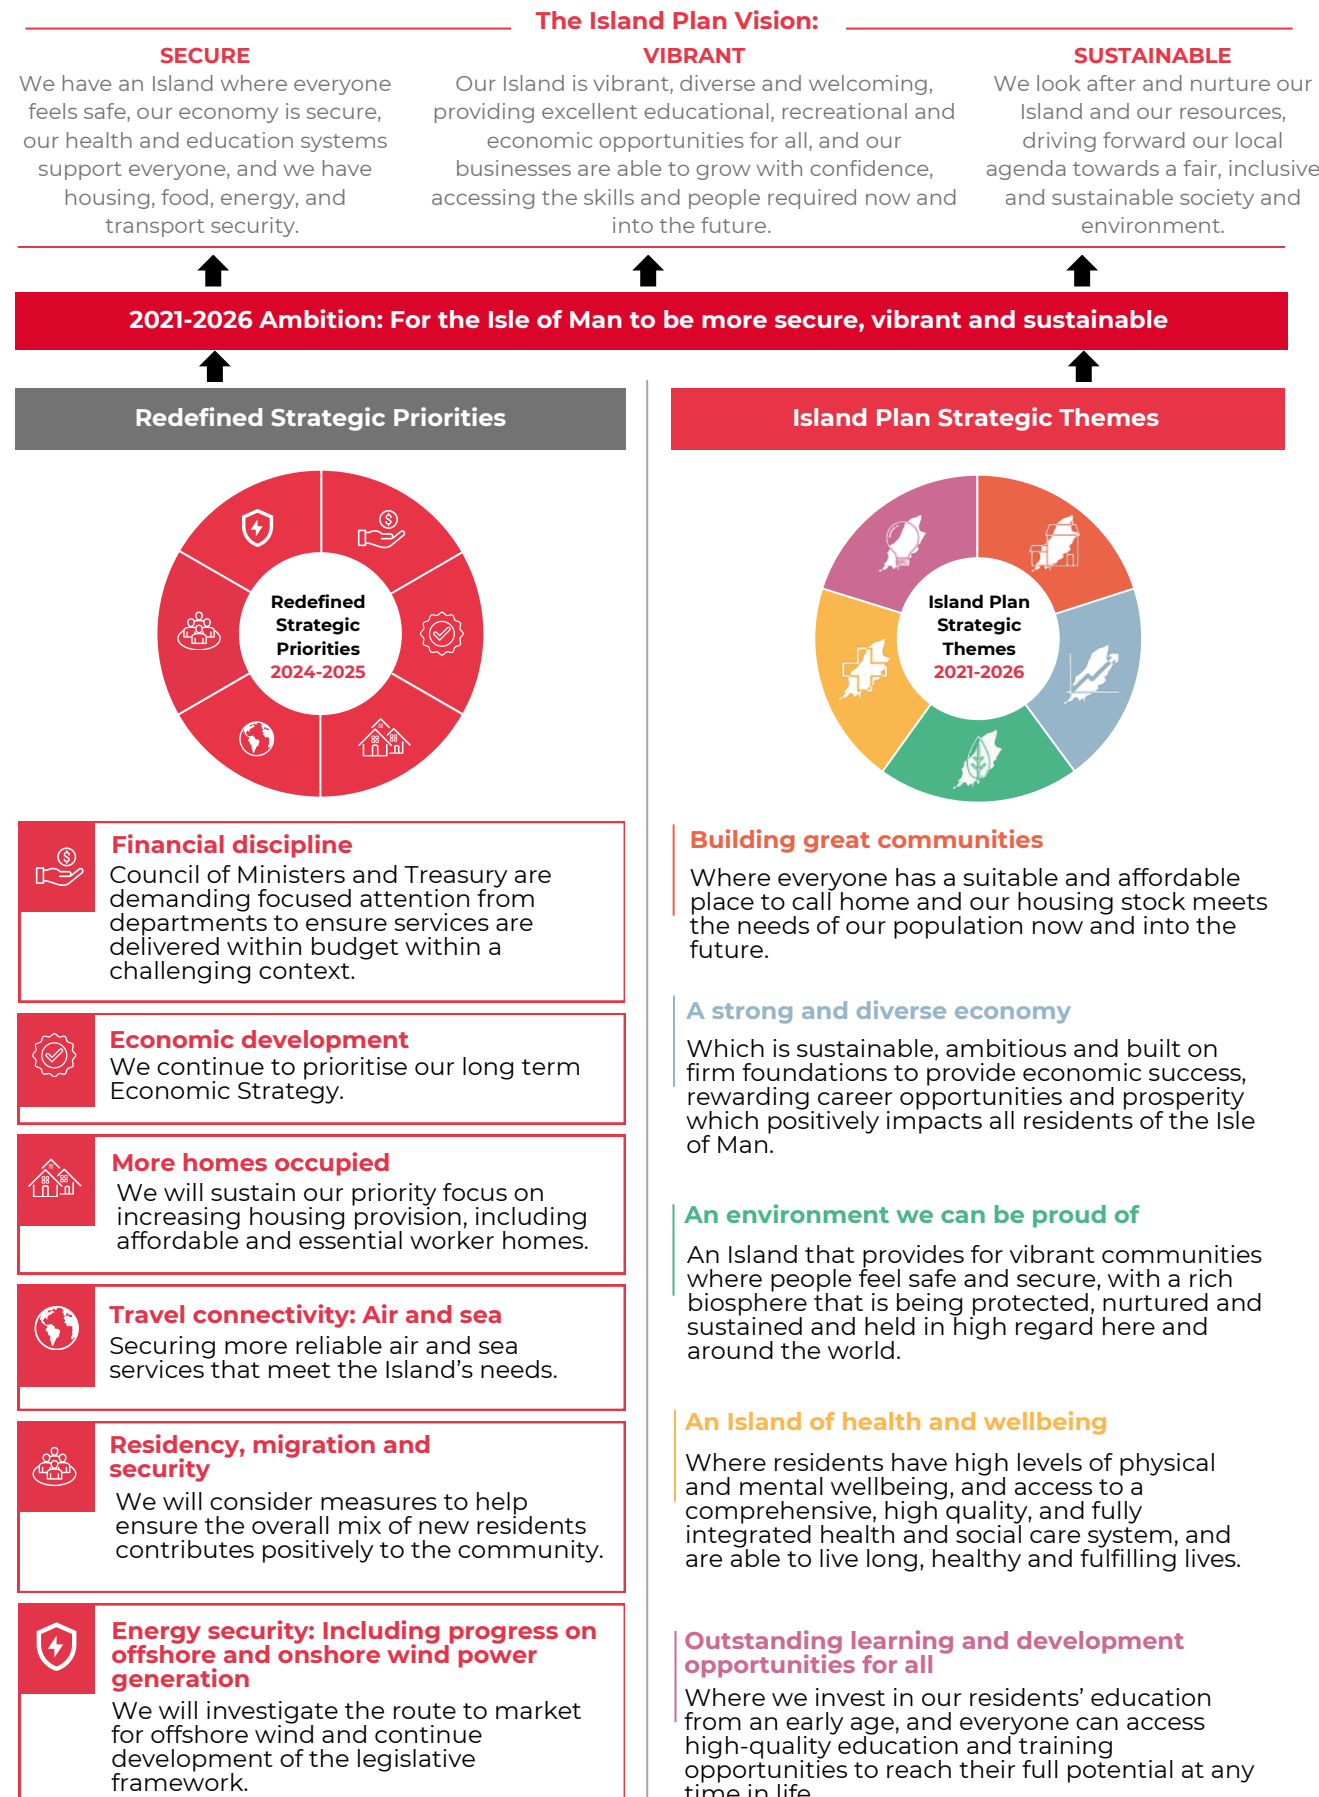 The Island Plan Vision:
SECURE
We have an Island where everyone
feels safe, our economy is secure,
our health and education systems
support everyone, and we have
housing, food, energy, and
transport security.
VIBRANT
Our Island is vibrant, diverse and welcoming,
providing excellent educational, recreational and
economic opportunities for all, and our
businesses are able to grow with confidence,
accessing the skills and people required now and
into the future.
SUSTAINABLE
We look after and nurture our
Island and our resources,
driving forward our local
agenda towards a fair, inclusive
and sustainable society and
environment.
2021-2026 Ambition: For the Isle of Man to be more secure, vibrant and sustainable
Redefined Strategic Priorities
Redefined
Strategic
Priorities
2024-2025
Financial discipline
Council of Ministers and Treasury are
demanding focused attention from
departments to ensure services are
delivered within budget within a
challenging context.
Economic development
We continue to prioritise our long term
Economic Strategy.
More homes occupied
We will sustain our priority focus on
increasing housing provision, including
affordable and essential worker homes.
Travel connectivity: Air and sea
Securing more reliable air and sea
services that meet the Island's needs.
Residency, migration and
security
We will consider measures to help
ensure the overall mix of new residents
contributes positively to the community.
Energy security: Including progress on
offshore and onshore wind power
generation
We will investigate the route to market
for offshore wind and continue
development of the legislative
framework.
Island Plan Strategic Themes
Island Plan
Strategic
Themes
2021-2026
Building great communities
Where everyone has a suitable and affordable
place to call home and our housing stock meets
the needs of our population now and into the
future.
A strong and diverse economy
Which is sustainable, ambitious and built on
firm foundations to provide economic success,
rewarding career opportunities and prosperity
which positively impacts all residents of the Isle
of Man.
An environment we can be proud of
An Island that provides for vibrant communities
where people feel safe and secure, with a rich
biosphere that is being protected, nurtured and
sustained and held in high regard here and
around the world.
An Island of health and wellbeing
Where residents have high levels of physical
and mental wellbeing, and access to a
comprehensive, high quality, and fully
integrated health and social care system, and
are able to live long, healthy and fulfilling lives.
Outstanding learning and development
opportunities for all
Where we invest in our residents' education
from an early age, and everyone can access
high-quality education and training
opportunities to reach their full potential at any
time in life